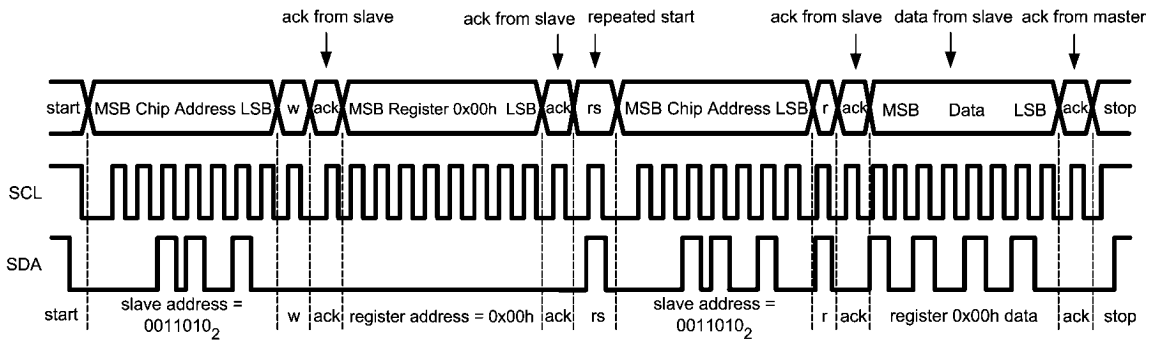 ack from slave
ack from slave repeated start
ack from slave data from slave ack from master
start MSB Chip Address LSB w ack MSB Register 0x00h LSB ack rs MSB Chip Address LSB r ack MSB Data LSB ack stop
SCL
SDA
start slave address = 0011010₂ w ack register address = 0x00h ack rs slave address = 0011010₂ r ack register 0x00h data ack stop